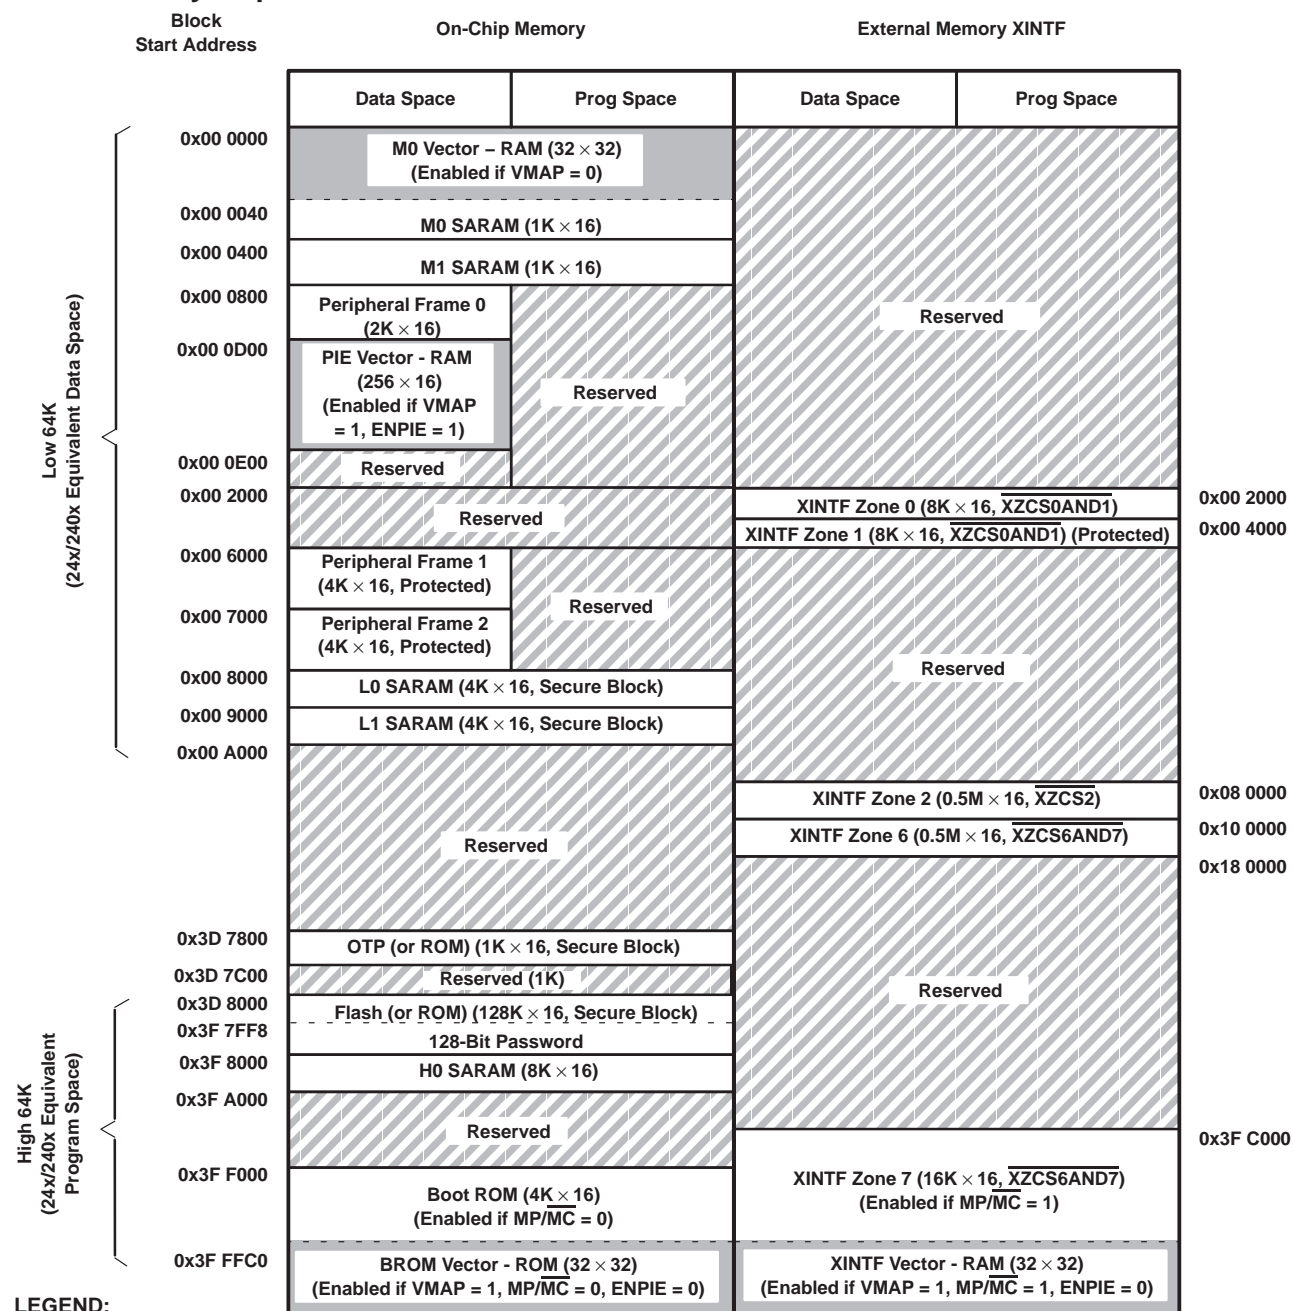 Block
Start Address
On-Chip Memory
External Memory XINTF
Data Space
Prog Space
Data Space
Prog Space
Low 64K
(24x/240x Equivalent Data Space)
0x00 0000
M0 Vector – RAM (32 × 32)
(Enabled if VMAP = 0)
0x00 0040
M0 SARAM (1K × 16)
0x00 0400
M1 SARAM (1K × 16)
0x00 0800
Peripheral Frame 0
(2K × 16)
0x00 0D00
PIE Vector - RAM
(256 × 16)
(Enabled if VMAP
= 1, ENPIE = 1)
Reserved
Reserved
0x00 0E00
Reserved
0x00 2000
Reserved
XINTF Zone 0 (8K × 16, XZCS0AND1)
0x00 2000
XINTF Zone 1 (8K × 16, XZCS0AND1) (Protected)
0x00 4000
0x00 6000
Peripheral Frame 1
(4K × 16, Protected)
Reserved
0x00 7000
Peripheral Frame 2
(4K × 16, Protected)
Reserved
0x00 8000
L0 SARAM (4K × 16, Secure Block)
0x00 9000
L1 SARAM (4K × 16, Secure Block)
0x00 A000
Reserved
XINTF Zone 2 (0.5M × 16, XZCS2)
0x08 0000
XINTF Zone 6 (0.5M × 16, XZCS6AND7)
0x10 0000
0x18 0000
High 64K
(24x/240x Equivalent
Program Space)
0x3D 7800
OTP (or ROM) (1K × 16, Secure Block)
0x3D 7C00
Reserved (1K)
Reserved
0x3D 8000
Flash (or ROM) (128K × 16, Secure Block)
0x3F 7FF8
128-Bit Password
0x3F 8000
H0 SARAM (8K × 16)
0x3F A000
Reserved
0x3F C000
0x3F F000
Boot ROM (4K × 16)
(Enabled if MP/MC = 0)
XINTF Zone 7 (16K × 16, XZCS6AND7)
(Enabled if MP/MC = 1)
0x3F FFC0
BROM Vector - ROM (32 × 32)
(Enabled if VMAP = 1, MP/MC = 0, ENPIE = 0)
XINTF Vector - RAM (32 × 32)
(Enabled if VMAP = 1, MP/MC = 1, ENPIE = 0)
LEGEND: